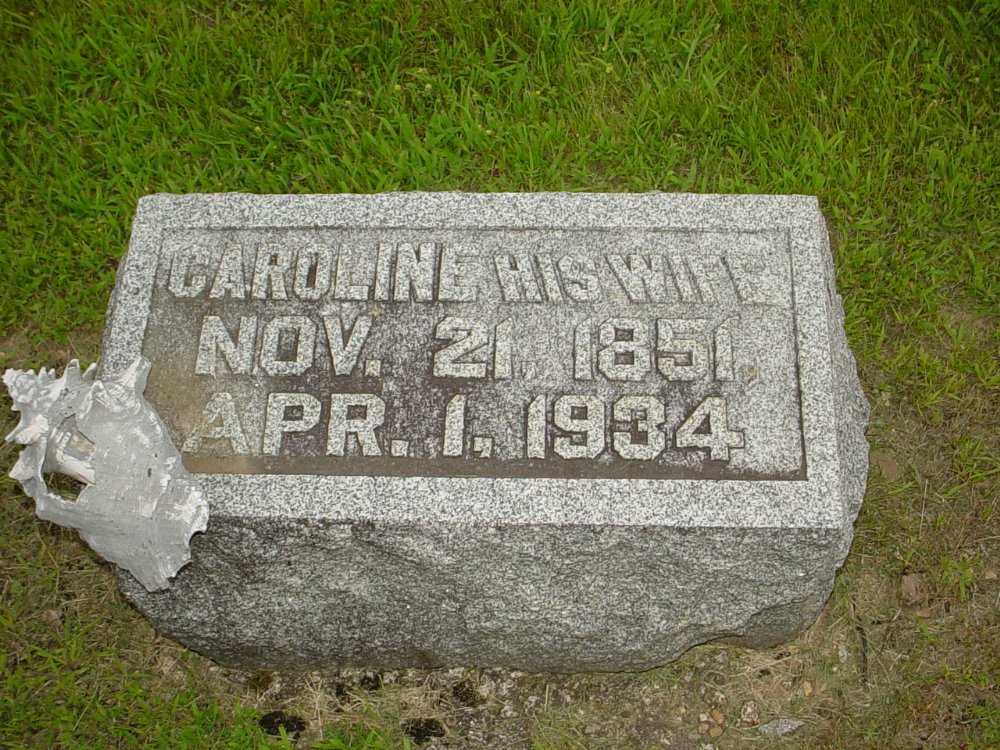 CAROLINE HIS WIFE
NOV. 21, 1851,
APR. 1, 1934